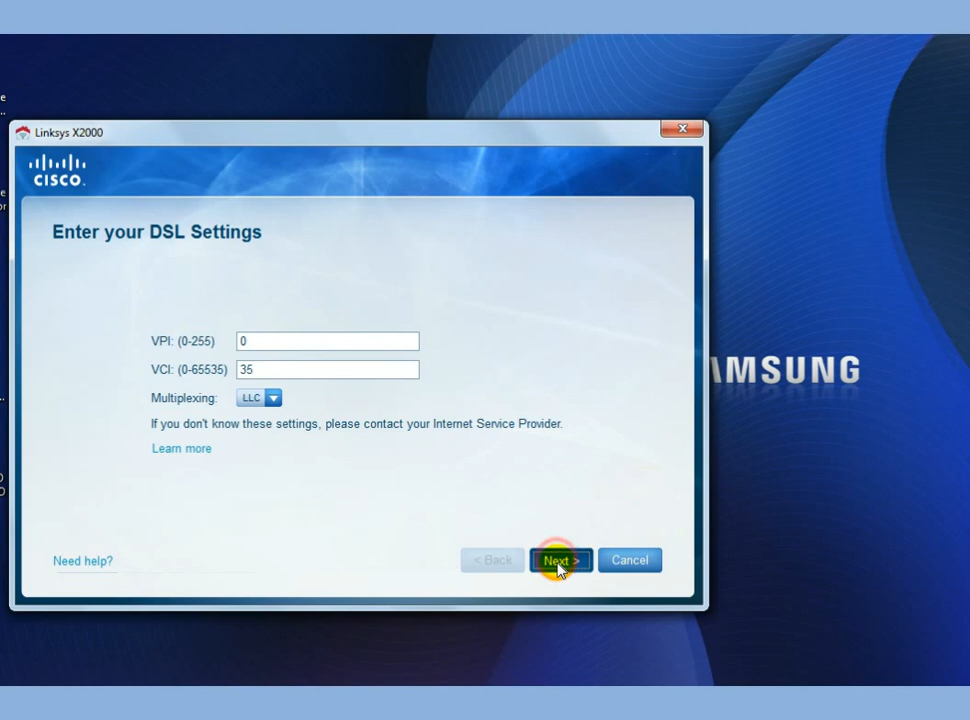 Linksys X2000
CISCO.
Enter your DSL Settings
VPI: (0-255) 0
VCI: (0-65535) 35
Multiplexing: LLC
If you don't know these settings, please contact your Internet Service Provider.
Learn more
Need help?
< Back Next > Cancel
AMSUNG